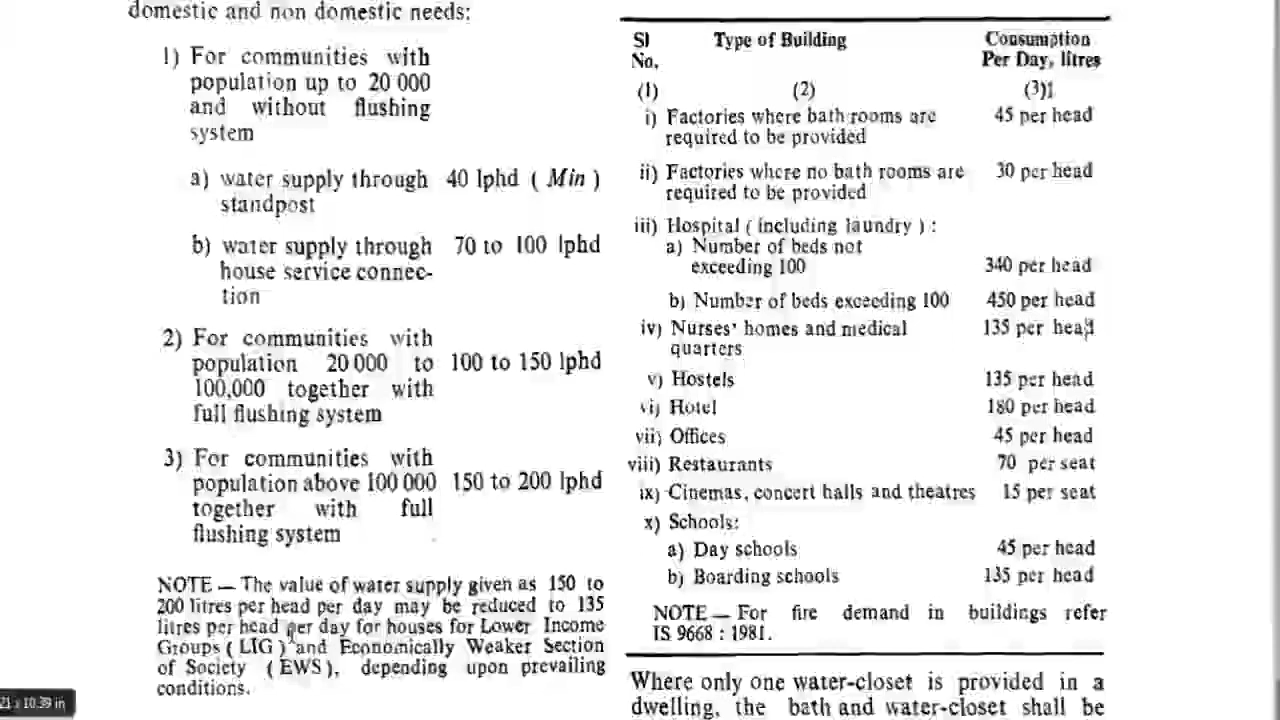 domestic and non domestic needs:
1) For communities with
population up to 20 000
and without flushing
system
a) water supply through 40 lphd ( Min )
standpost
b) water supply through 70 to 100 lphd
house service connec-
tion
2) For communities with
population 20 000 to 100 to 150 lphd
100,000 together with
full flushing system
3) For communities with
population above 100 000 150 to 200 lphd
together with full
flushing system
NOTE — The value of water supply given as 150 to
200 litres per head per day may be reduced to 135
litres per head per day for houses for Lower Income
Groups ( LIG ) and Economically Weaker Section
of Society ( EWS ), depending upon prevailing
conditions.
Sl Type of Building Consumption
No. Per Day, litres
(1) (2) (3)
i) Factories where bath rooms are 45 per head
required to be provided
ii) Factories where no bath rooms are 30 per head
required to be provided
iii) Hospital ( including laundry ) :
a) Number of beds not
exceeding 100 340 per head
b) Number of beds exceeding 100 450 per head
iv) Nurses' homes and medical 135 per head
quarters
v) Hostels 135 per head
vi) Hotel 180 per head
vii) Offices 45 per head
viii) Restaurants 70 per seat
ix) Cinemas, concert halls and theatres 15 per seat
x) Schools:
a) Day schools 45 per head
b) Boarding schools 135 per head
NOTE — For fire demand in buildings refer
IS 9668 : 1981.
Where only one water-closet is provided in a
dwelling, the bath and water-closet shall be
21 x 10.39 in